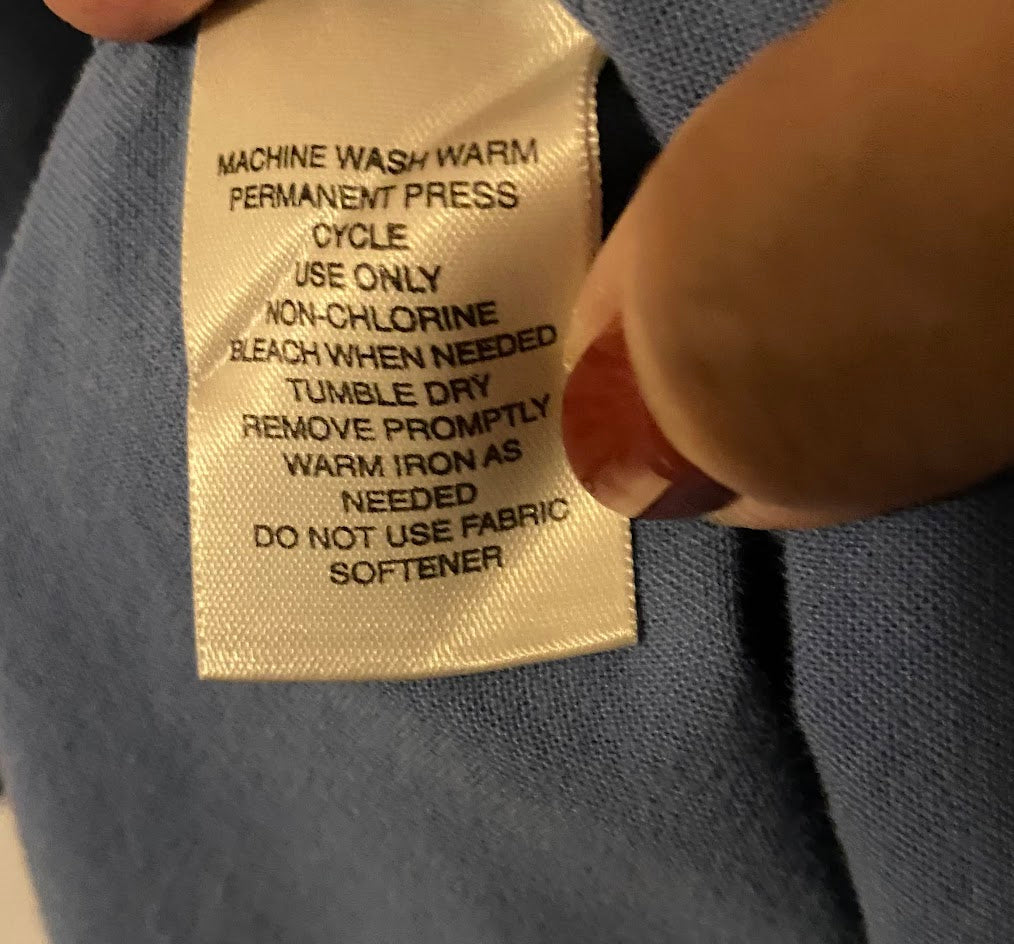 MACHINE WASH WARM
PERMANENT PRESS
CYCLE
USE ONLY
NON-CHLORINE
BLEACH WHEN NEEDED
TUMBLE DRY
REMOVE PROMPTLY
WARM IRON AS
NEEDED
DO NOT USE FABRIC
SOFTENER